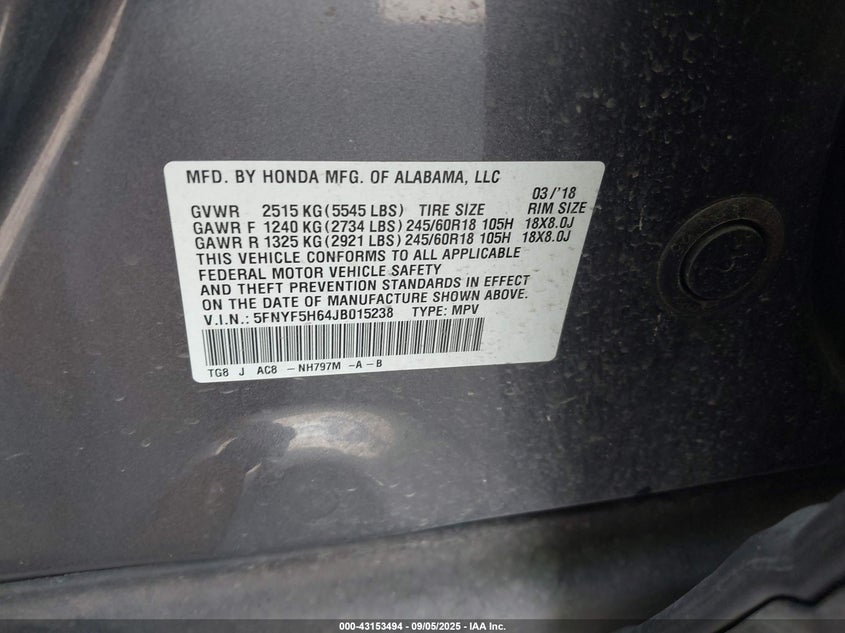 MFD. BY HONDA MFG. OF ALABAMA, LLC
03/'18
GVWR 2515 KG (5545 LBS) TIRE SIZE RIM SIZE
GAWR F 1240 KG (2734 LBS) 245/60R18 105H 18X8.0J
GAWR R 1325 KG (2921 LBS) 245/60R18 105H 18X8.0J
THIS VEHICLE CONFORMS TO ALL APPLICABLE
FEDERAL MOTOR VEHICLE SAFETY
AND THEFT PREVENTION STANDARDS IN EFFECT
ON THE DATE OF MANUFACTURE SHOWN ABOVE.
V.I.N.: 5FNYF5H64JB015238 TYPE: MPV
TG8 J AC8 -NH797M -A-B
000-43153494 - 09/05/2025 - IAA Inc.